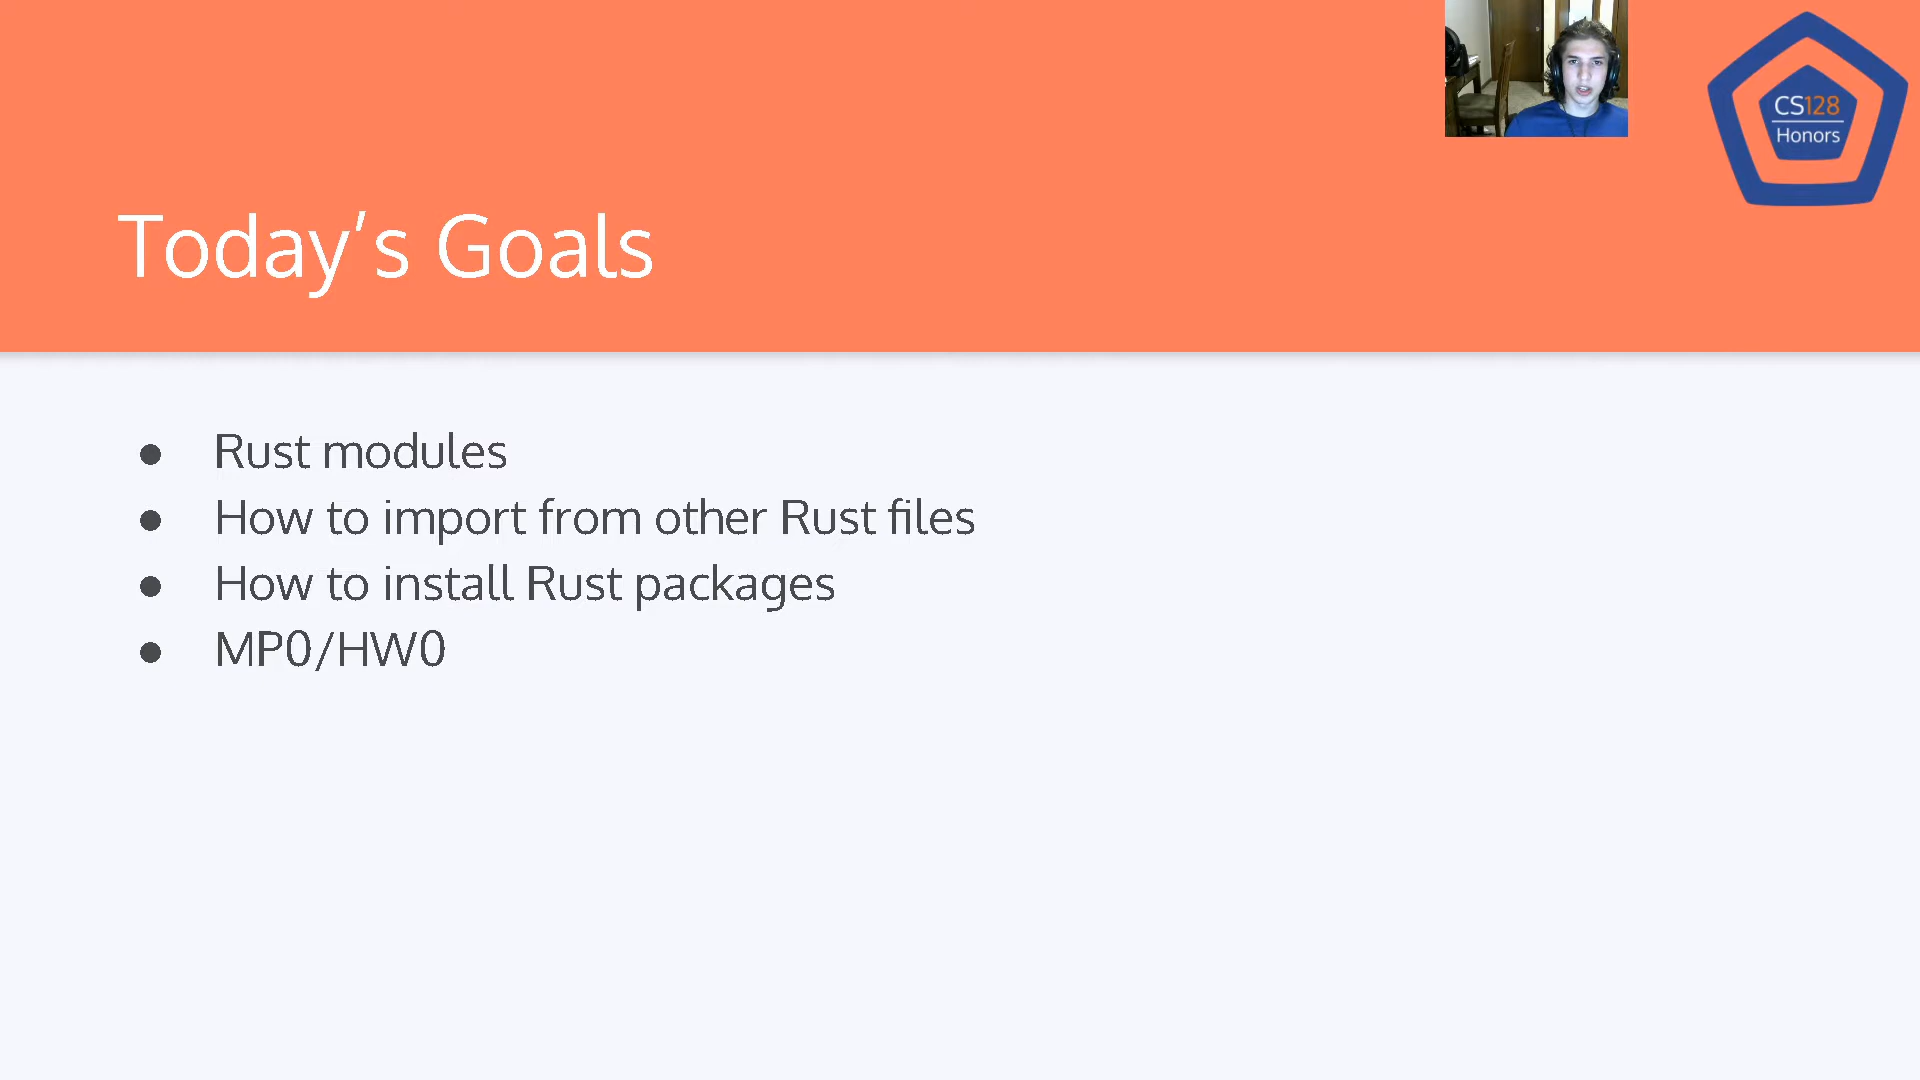 CS128
Honors
Today’s Goals
● Rust modules
● How to import from other Rust files
● How to install Rust packages
● MP0/HW0